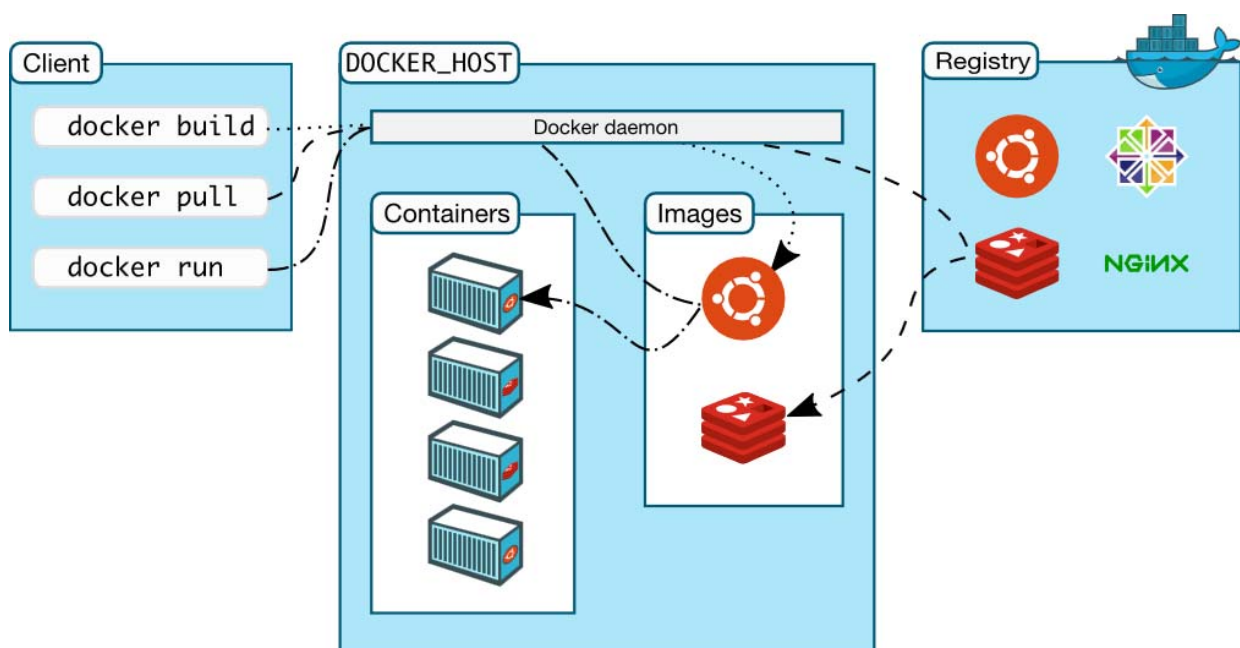 Client
docker build
docker pull
docker run
DOCKER_HOST
Docker daemon
Containers
Images
Registry
NGiNX